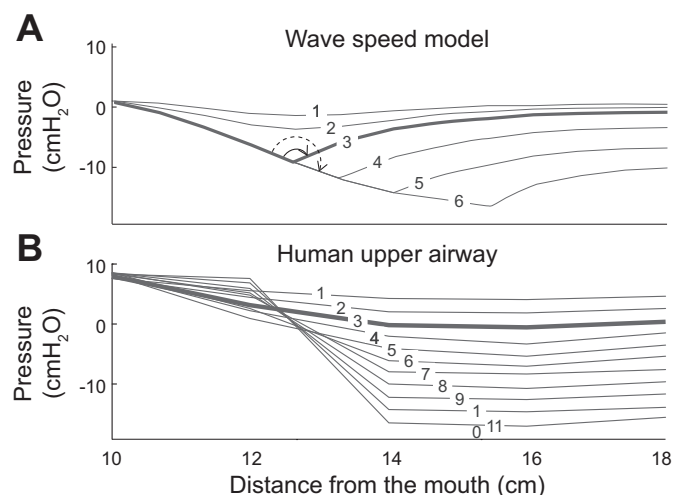 A
Wave speed model
10
0
-10
Pressure
(cmH2O)
1
2
3
4
5
6
B
Human upper airway
10
0
-10
Pressure
(cmH2O)
1
2
3
4
5
6
7
8
9
1
0 11
10 12 14 16 18
Distance from the mouth (cm)